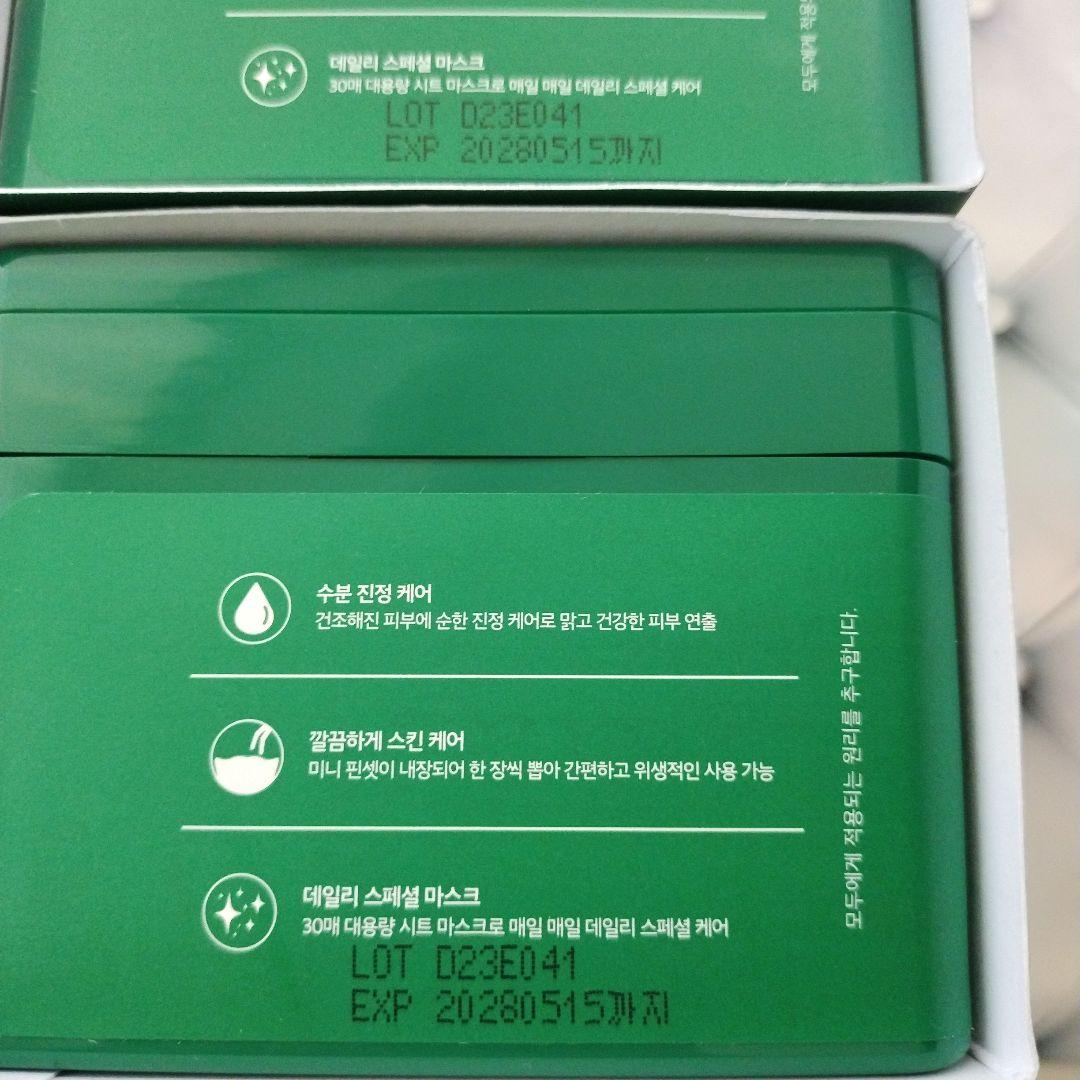 데일리 스페셜 마스크
30매 대용량 시트 마스크로 매일 매일 데일리 스페셜 케어
LOT D23E041
EXP 20280515까지
모두에게 적용
수분 진정 케어
건조해진 피부에 순한 진정 케어로 맑고 건강한 피부 연출
깔끔하게 스킨 케어
미니 핀셋이 내장되어 한 장씩 뽑아 간편하고 위생적인 사용 가능
데일리 스페셜 마스크
30매 대용량 시트 마스크로 매일 매일 데일리 스페셜 케어
LOT D23E041
EXP 20280515까지
모두에게 적용되는 원리를 추구합니다.